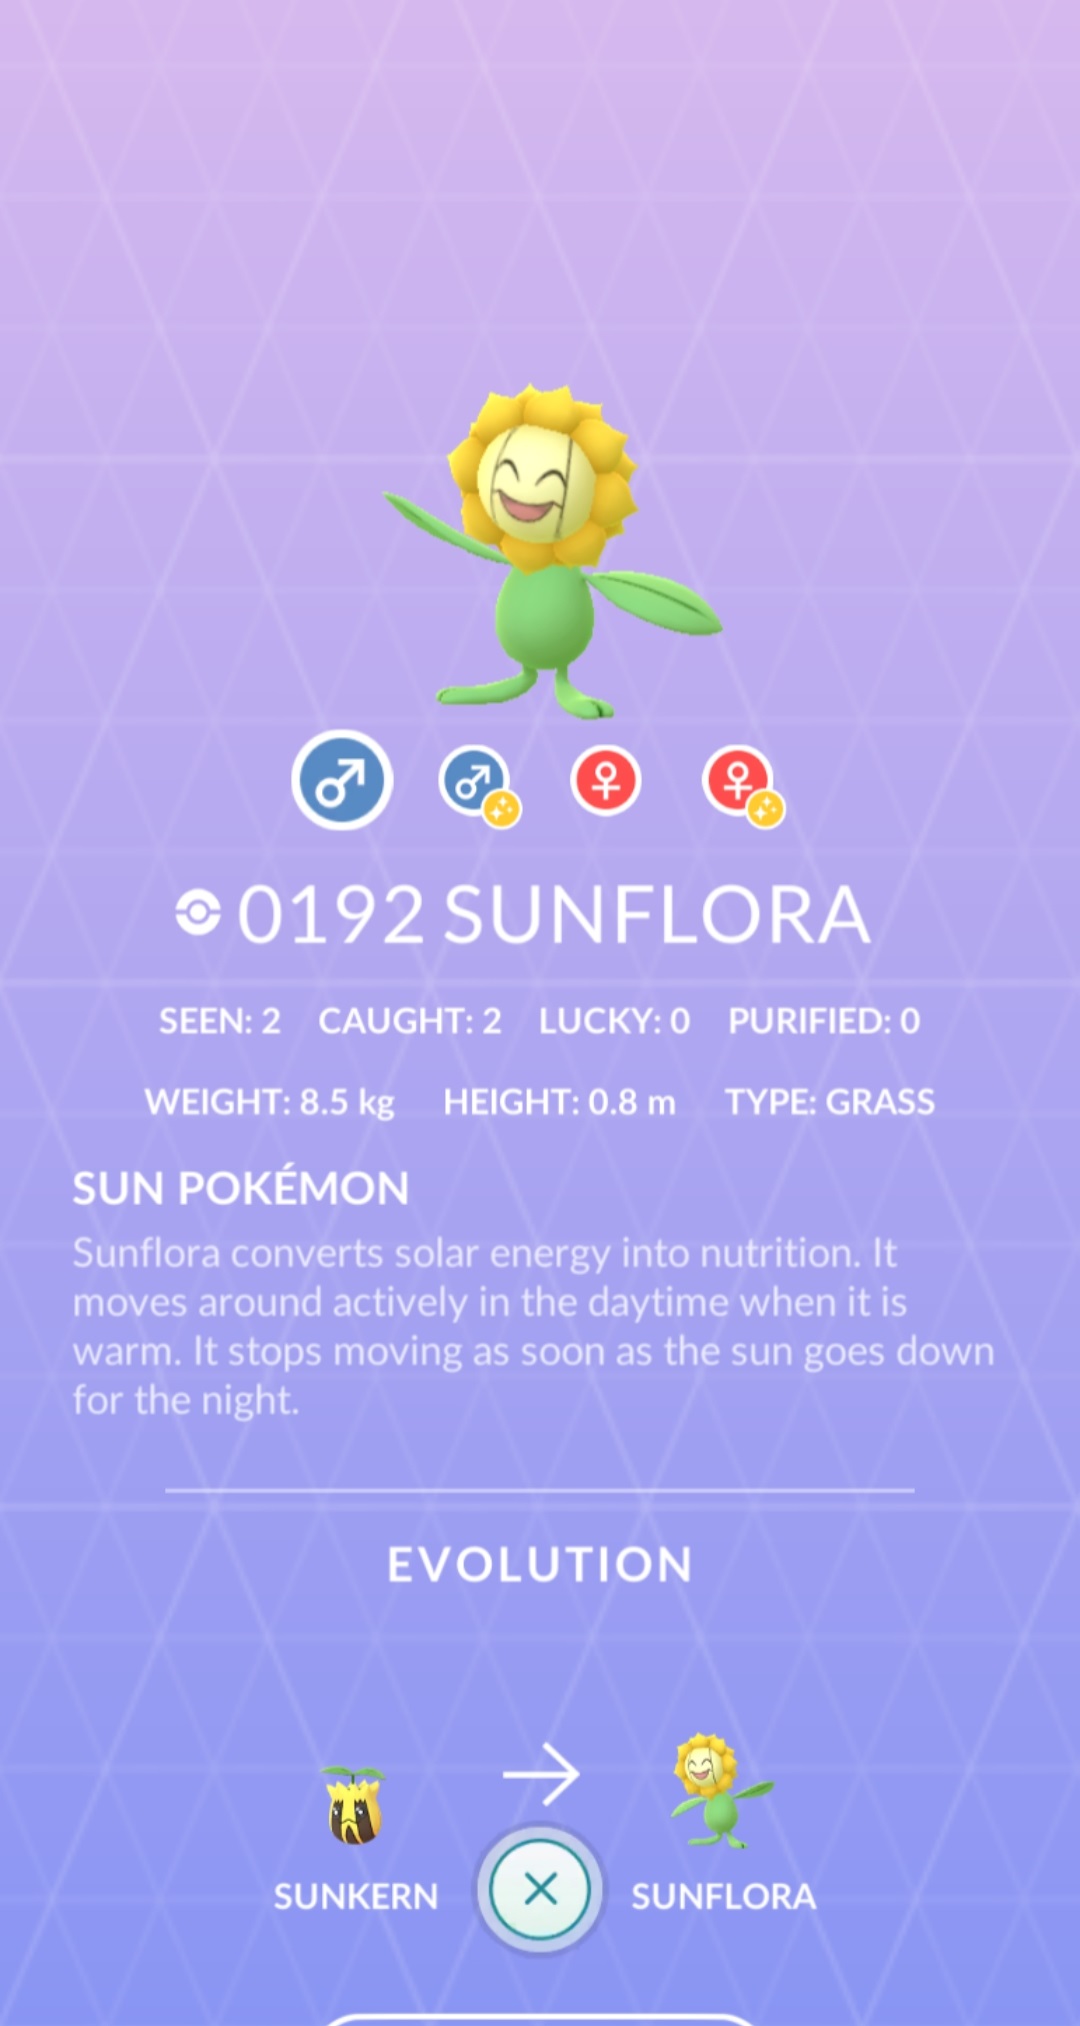 0192 SUNFLORA
SEEN: 2 CAUGHT: 2 LUCKY: 0 PURIFIED: 0
WEIGHT: 8.5 kg HEIGHT: 0.8 m TYPE: GRASS
SUN POKÉMON
Sunflora converts solar energy into nutrition. It
moves around actively in the daytime when it is
warm. It stops moving as soon as the sun goes down
for the night.
EVOLUTION
SUNKERN SUNFLORA